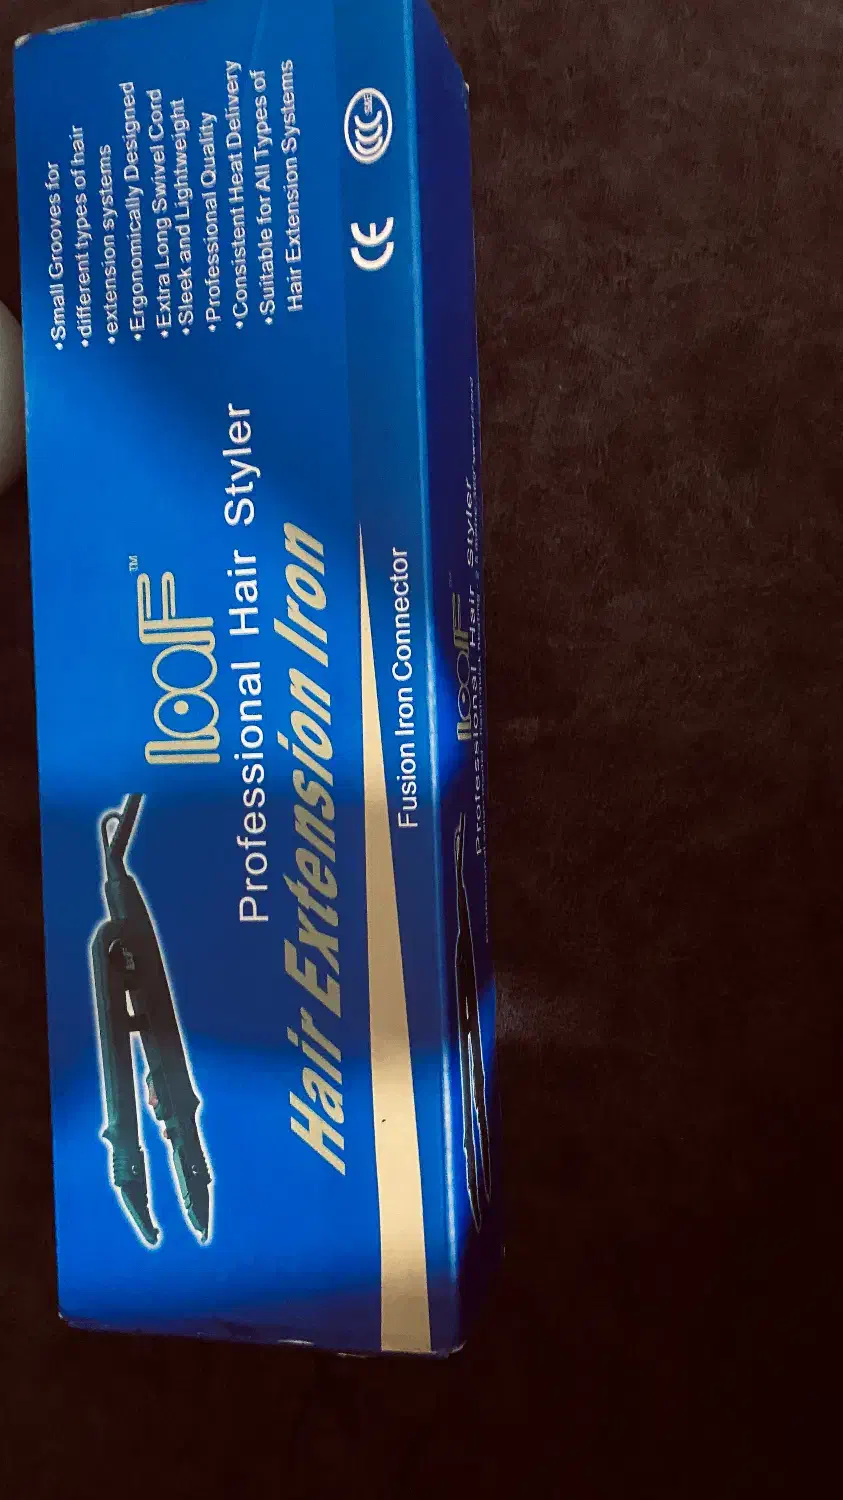 loof™
Professional Hair Styler
Hair Extension Iron
Fusion Iron Connector
•Small Grooves for
•different types of hair
•extension systems
•Ergonomically Designed
•Extra Long Swivel Cord
•Sleek and Lightweight
•Professional Quality
•Consistent Heat Delivery
•Suitable for All Types of
Hair Extension Systems
CE
CCC
S&E
loof
Professional Hair Styler